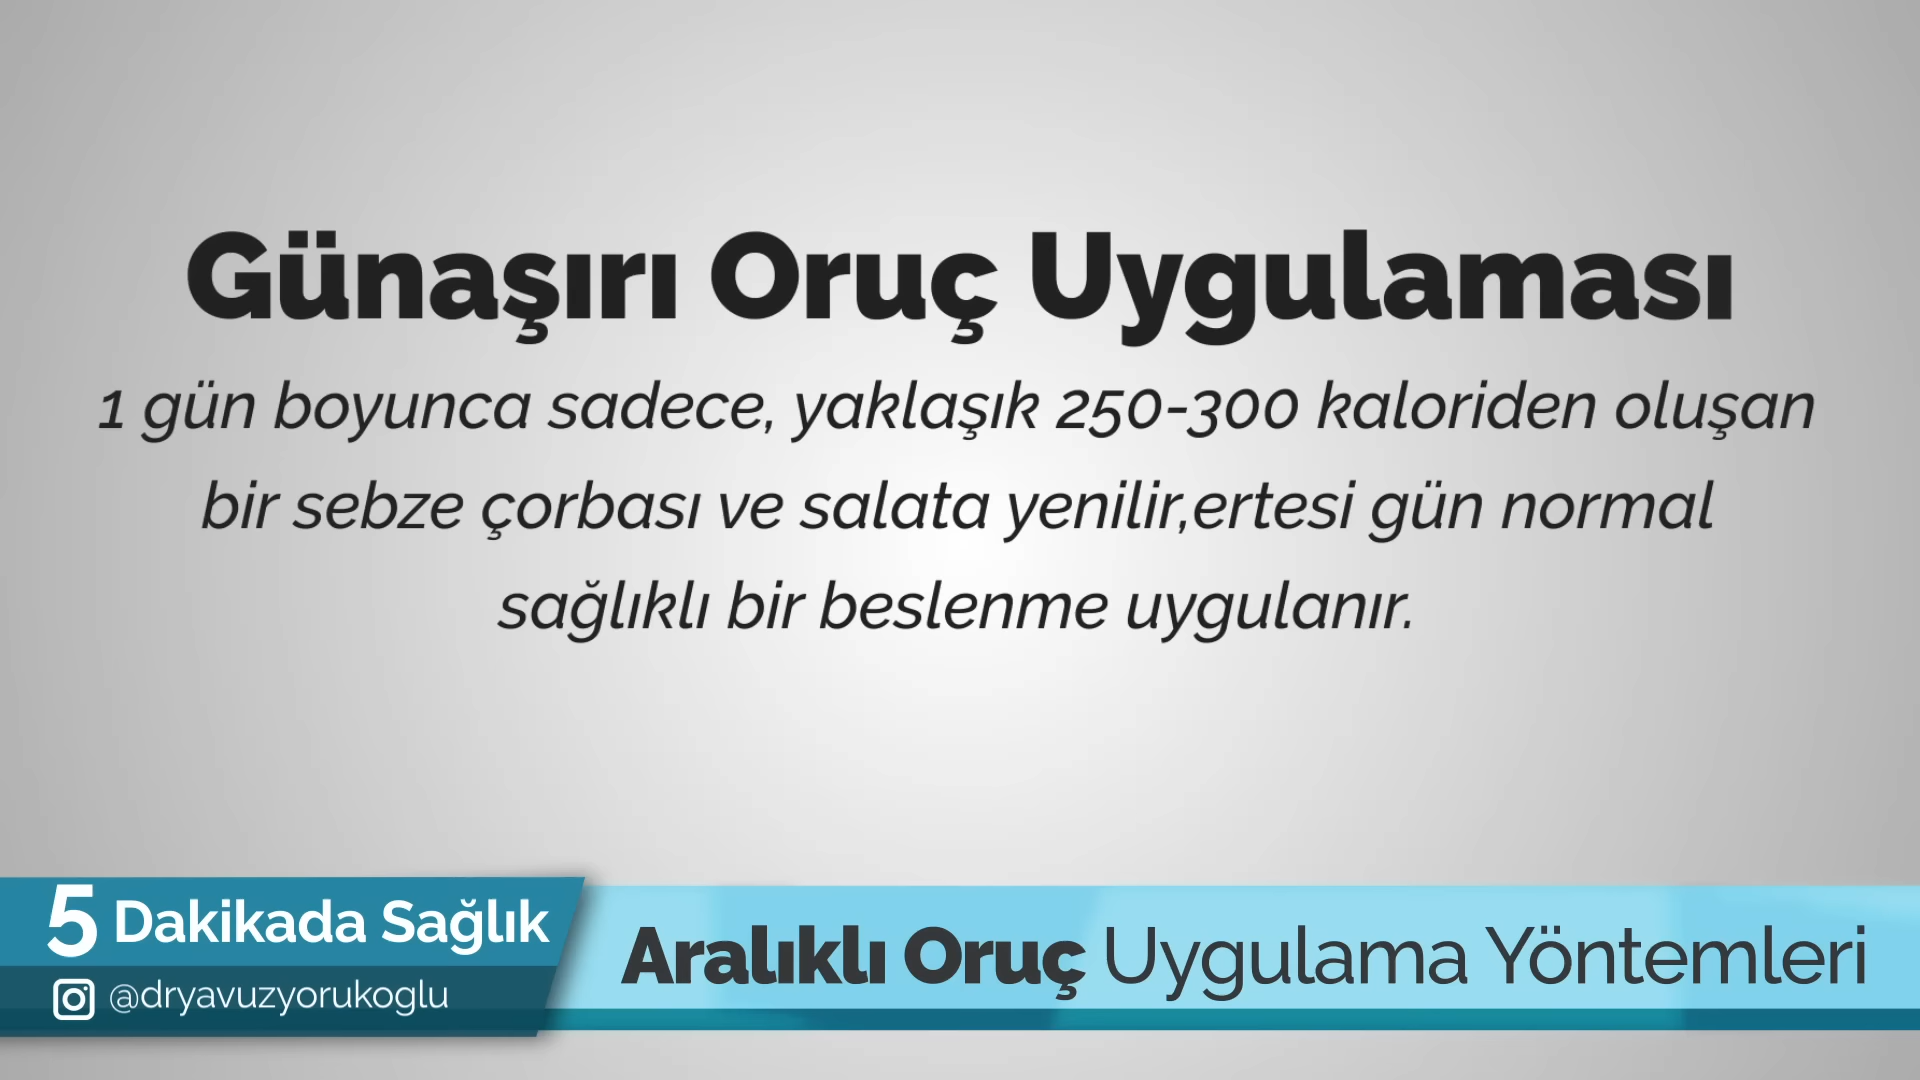 Günaşırı Oruç Uygulaması
1 gün boyunca sadece, yaklaşık 250-300 kaloriden oluşan
bir sebze çorbası ve salata yenilir,ertesi gün normal
sağlıklı bir beslenme uygulanır.
5 Dakikada Sağlık
@dryavuzyorukoglu
Aralıklı Oruç Uygulama Yöntemleri